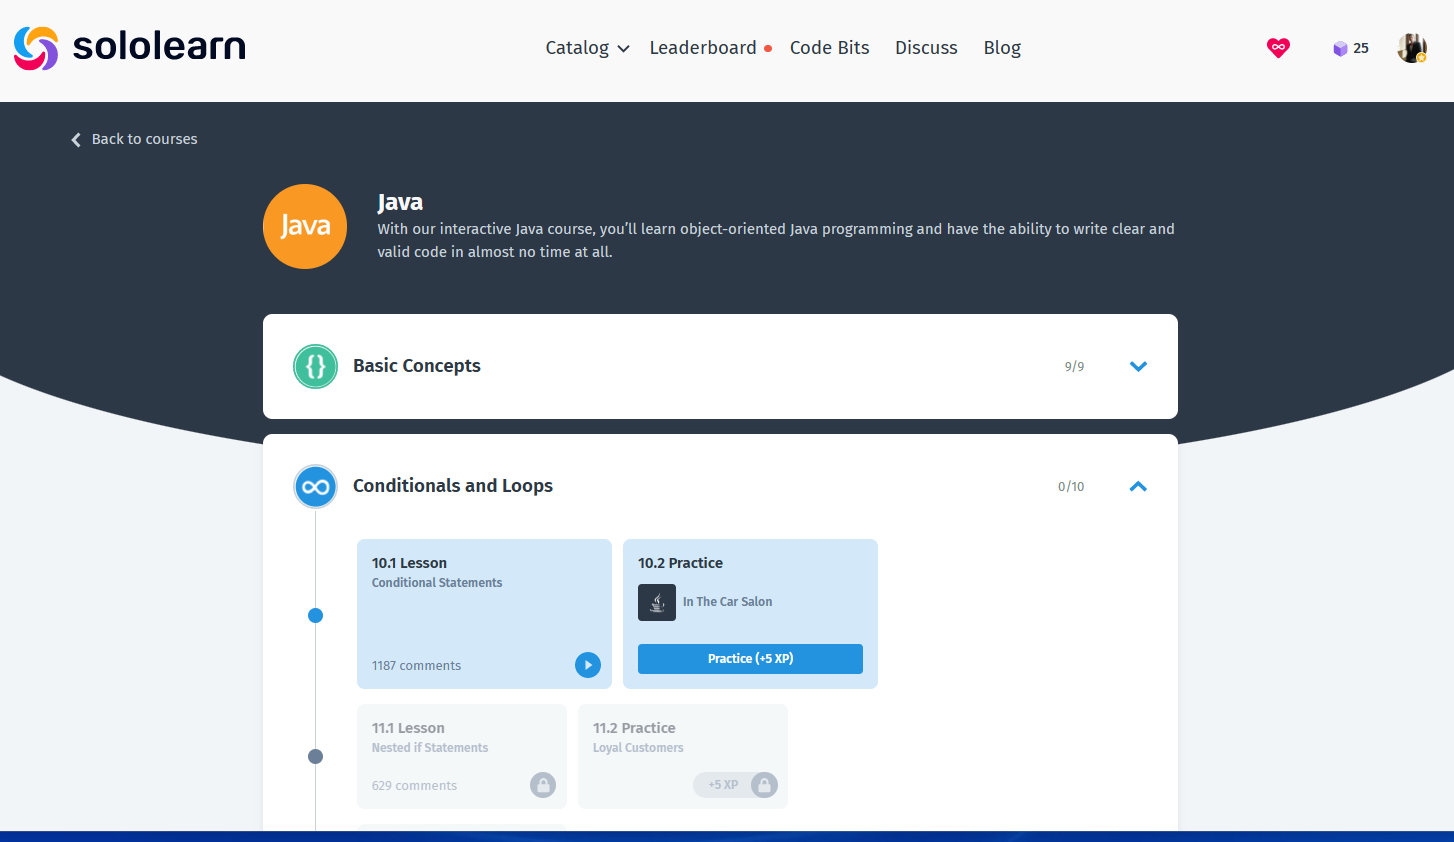 sololearn
Catalog
Leaderboard
Code Bits
Discuss
Blog
25
Back to courses
Java
Java
With our interactive Java course, you’ll learn object-oriented Java programming and have the ability to write clear and
valid code in almost no time at all.
{}
Basic Concepts
9/9
Conditionals and Loops
0/10
10.1 Lesson
Conditional Statements
1187 comments
10.2 Practice
In The Car Salon
Practice (+5 XP)
11.1 Lesson
Nested if Statements
629 comments
11.2 Practice
Loyal Customers
+5 XP